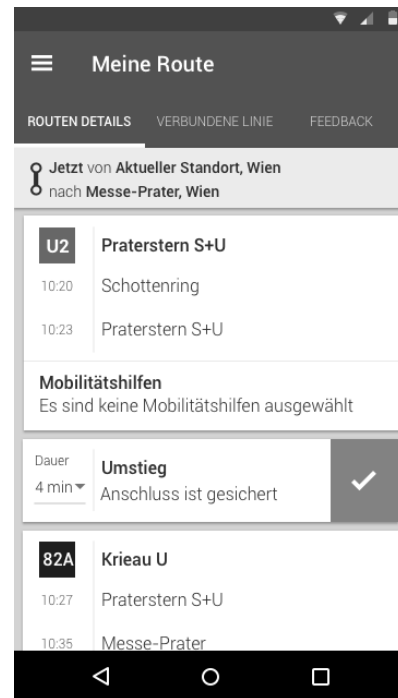 Meine Route
ROUTEN DETAILS VERBUNDENE LINIE FEEDBACK
Jetzt von Aktueller Standort, Wien
nach Messe-Prater, Wien
U2 Praterstern S+U
10:20 Schottenring
10:23 Praterstern S+U
Mobilitätshilfen
Es sind keine Mobilitätshilfen ausgewählt
Dauer
Umstieg
4 min
Anschluss ist gesichert
82A Krieau U
10:27 Praterstern S+U
10:35 Messe-Prater